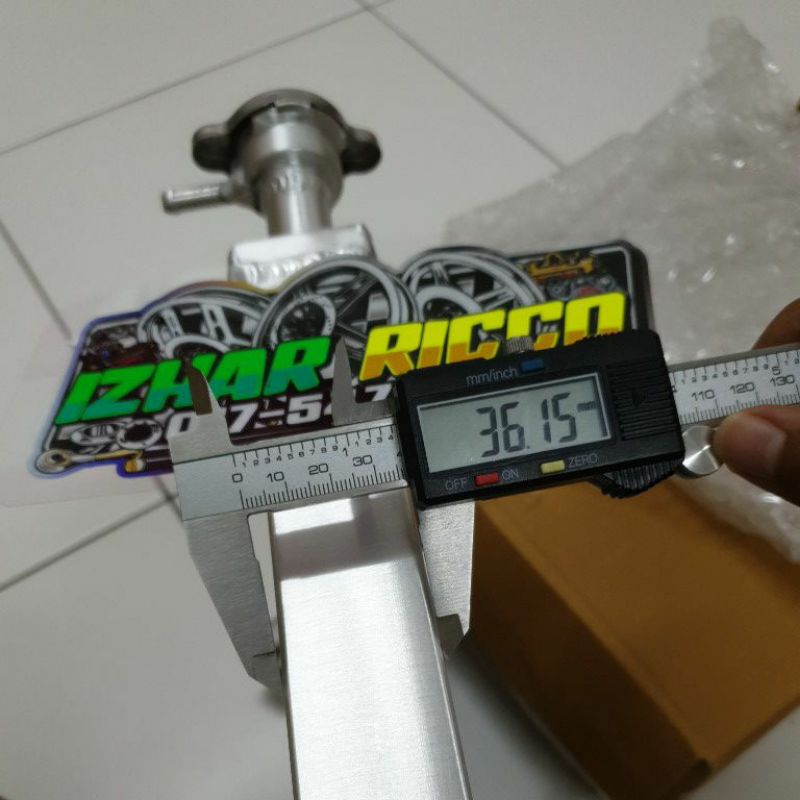 IZHAR RICCO
mm/inch
36.15
OFF ON ZERO
0 10 20 30
110 120 130